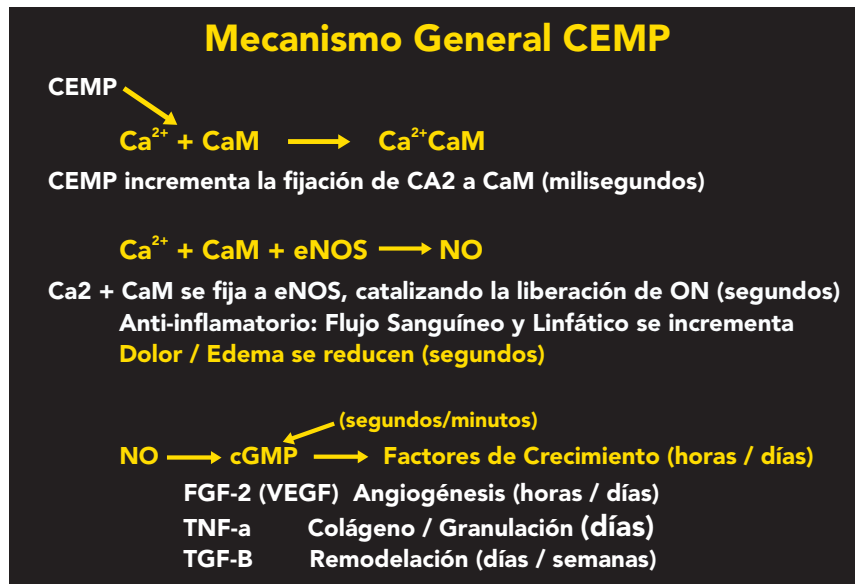 Mecanismo General CEMP
CEMP
Ca²⁺ + CaM → Ca²⁺CaM
CEMP incrementa la fijación de CA2 a CaM (milisegundos)
Ca²⁺ + CaM + eNOS → NO
Ca2 + CaM se fija a eNOS, catalizando la liberación de ON (segundos)
Anti-inflamatorio: Flujo Sanguíneo y Linfático se incrementa
Dolor / Edema se reducen (segundos)
(segundos/minutos)
NO → cGMP → Factores de Crecimiento (horas / días)
FGF-2 (VEGF) Angiogénesis (horas / días)
TNF-a Colágeno / Granulación (días)
TGF-B Remodelación (días / semanas)